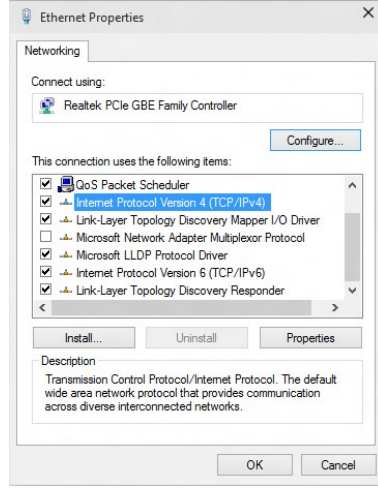 Ethernet Properties
Networking
Connect using:
Realtek PCIe GBE Family Controller
Configure...
This connection uses the following items:
QoS Packet Scheduler
Internet Protocol Version 4 (TCP/IPv4)
Link-Layer Topology Discovery Mapper I/O Driver
Microsoft Network Adapter Multiplexor Protocol
Microsoft LLDP Protocol Driver
Internet Protocol Version 6 (TCP/IPv6)
Link-Layer Topology Discovery Responder
Install... Uninstall Properties
Description
Transmission Control Protocol/Internet Protocol. The default
wide area network protocol that provides communication
across diverse interconnected networks.
OK Cancel